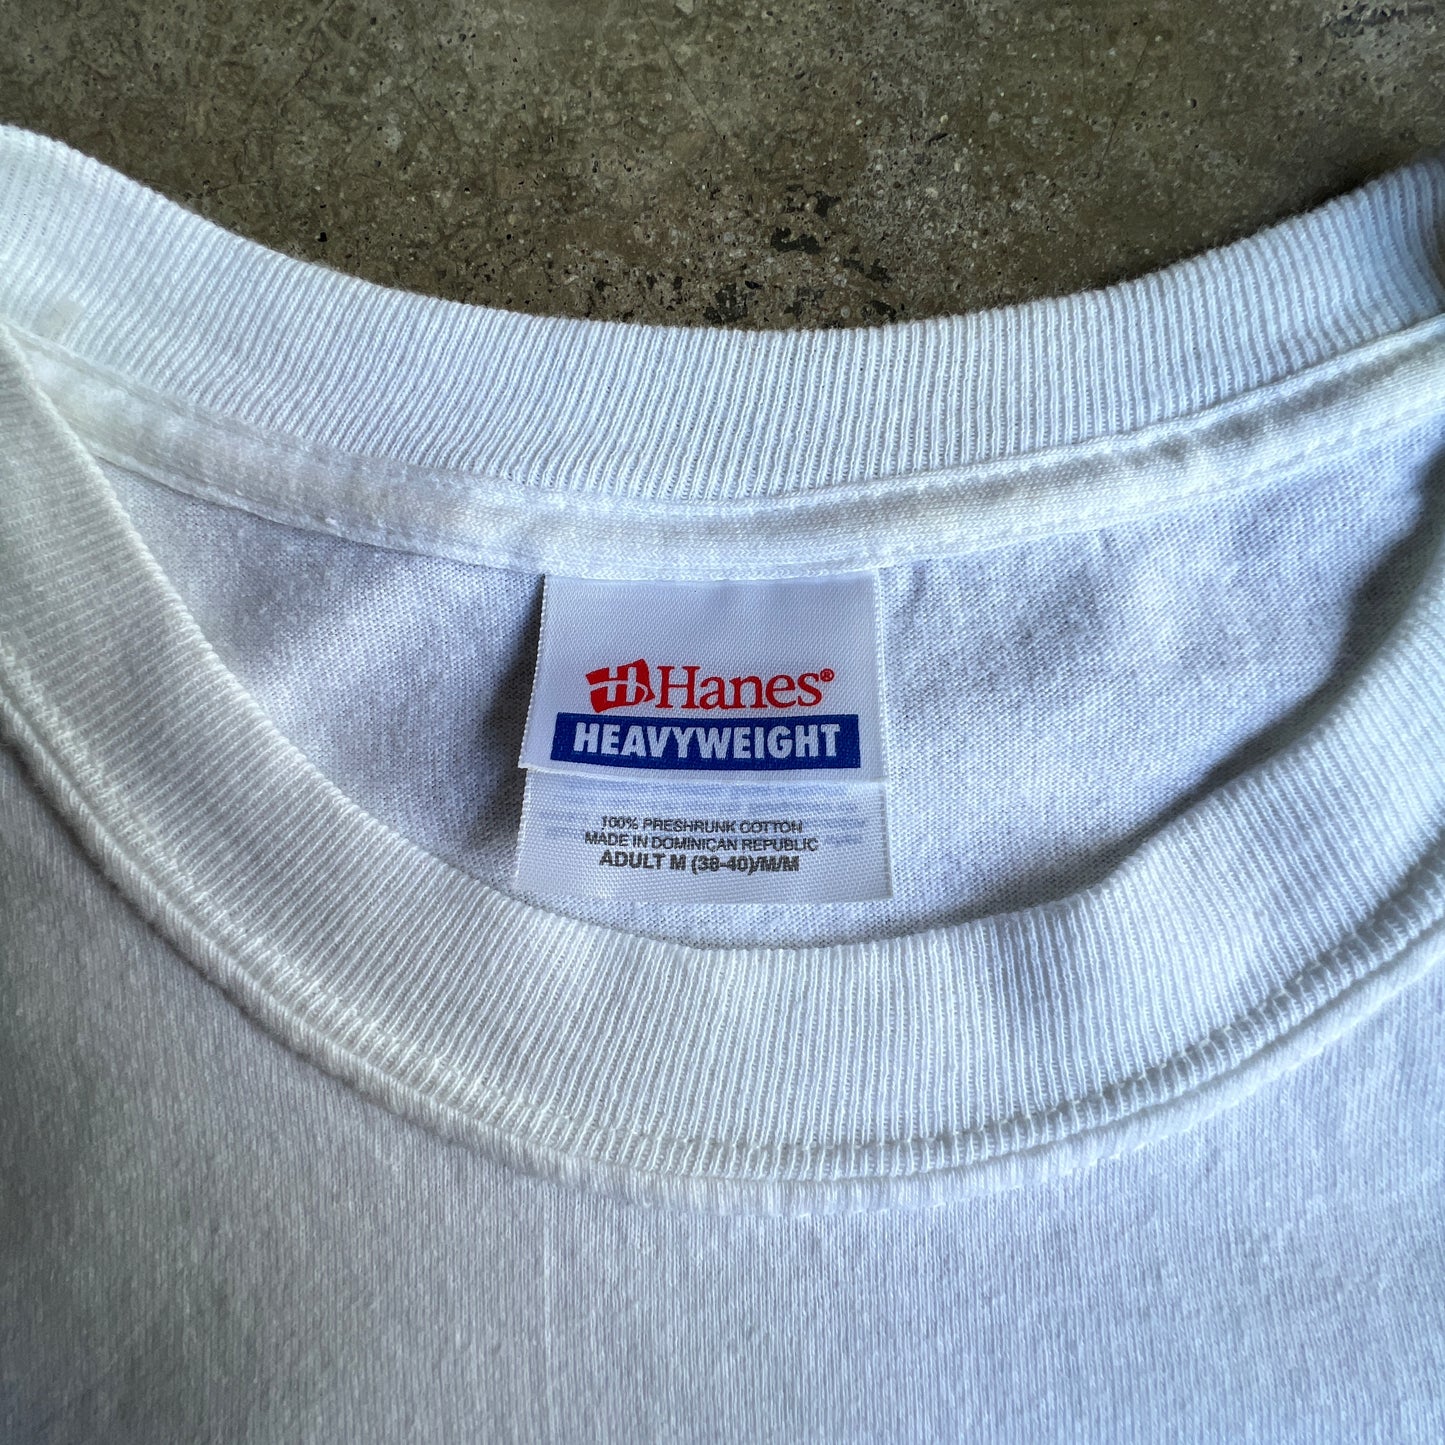 Hanes®
HEAVYWEIGHT
100% PRESHRUNK COTTON
MADE IN DOMINICAN REPUBLIC
ADULT M (38-40)/M/M